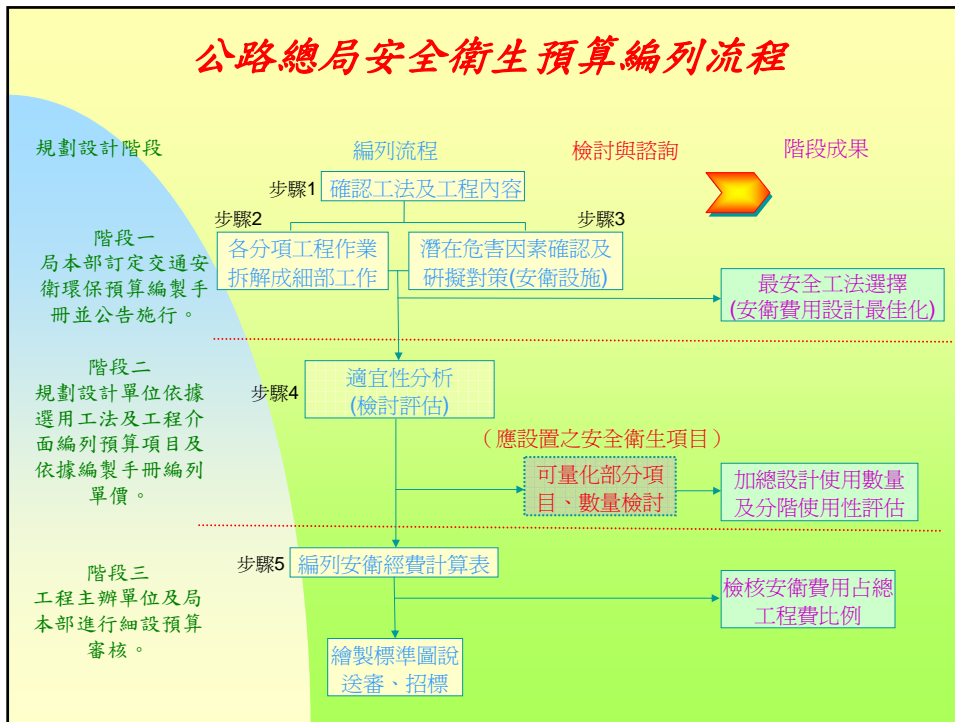 公路總局安全衛生預算編列流程
規劃設計階段
編列流程
檢討與諮詢
階段成果
步驟1
確認工法及工程內容
步驟2
步驟3
階段一
局本部訂定交通安
衛環保預算編製手
冊並公告施行。
各分項工程作業
拆解成細部工作
潛在危害因素確認及
研擬對策(安衛設施)
最安全工法選擇
(安衛費用設計最佳化)
階段二
規劃設計單位依據
選用工法及工程介
面編列預算項目及
依據編製手冊編列
單價。
步驟4
適宜性分析
(檢討評估)
（應設置之安全衛生項目）
可量化部分項
目、數量檢討
加總設計使用數量
及分階使用性評估
階段三
工程主辦單位及局
本部進行細設預算
審核。
步驟5
編列安衛經費計算表
檢核安衛費用占總
工程費比例
繪製標準圖說
送審、招標